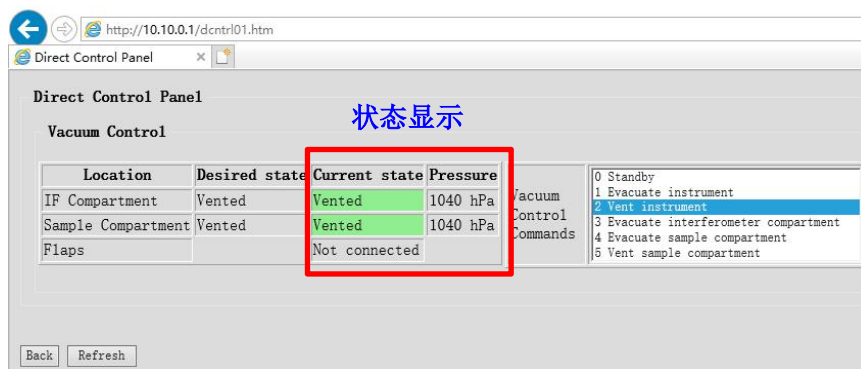 http://10.10.0.1/dcntrl01.htm
Direct Control Panel
Direct Control Panel
状态显示
Vacuum Control
Location Desired state Current state Pressure
IF Compartment Vented Vented 1040 hPa
Sample Compartment Vented Vented 1040 hPa
Flaps Not connected
Vacuum
Control
Commands
0 Standby
1 Evacuate instrument
2 Vent instrument
3 Evacuate interferometer compartment
4 Evacuate sample compartment
5 Vent sample compartment
Back Refresh